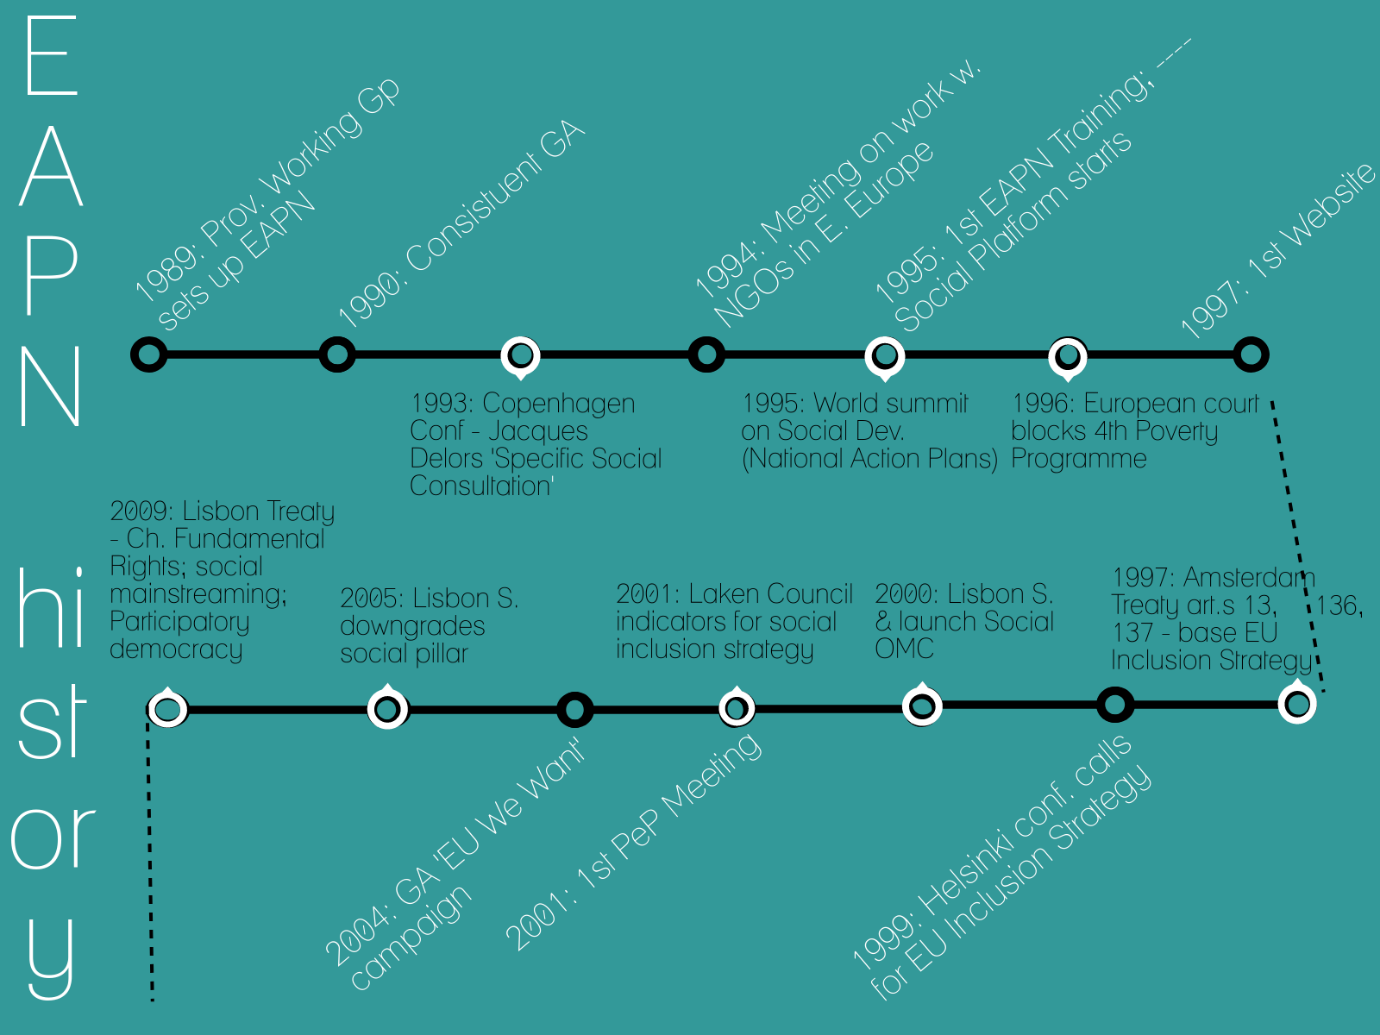 EAPN
history
1989: Prov. Working Gp
sets up EAPN
1990: Consistuent GA
1993: Copenhagen
Conf - Jacques
Delors 'Specific Social
Consultation'
1994: Meeting on work w.
NGOs in E. Europe
1995: 1st EAPN Training; ----
Social Platform starts
1995: World summit
on Social Dev.
(National Action Plans)
1996: European court
blocks 4th Poverty
Programme
1997: 1st Website
1997: Amsterdam
Treaty art.s 13, 136,
137 - base EU
Inclusion Strategy
1999: Helsinki conf. calls
for EU Inclusion Strategy
2000: Lisbon S.
& launch Social
OMC
2001: Laken Council
indicators for social
inclusion strategy
2001: 1st PeP Meeting
2004: GA 'EU We Want'
campaign
2005: Lisbon S.
downgrades
social pillar
2009: Lisbon Treaty
- Ch. Fundamental
Rights; social
mainstreaming;
Participatory
democracy